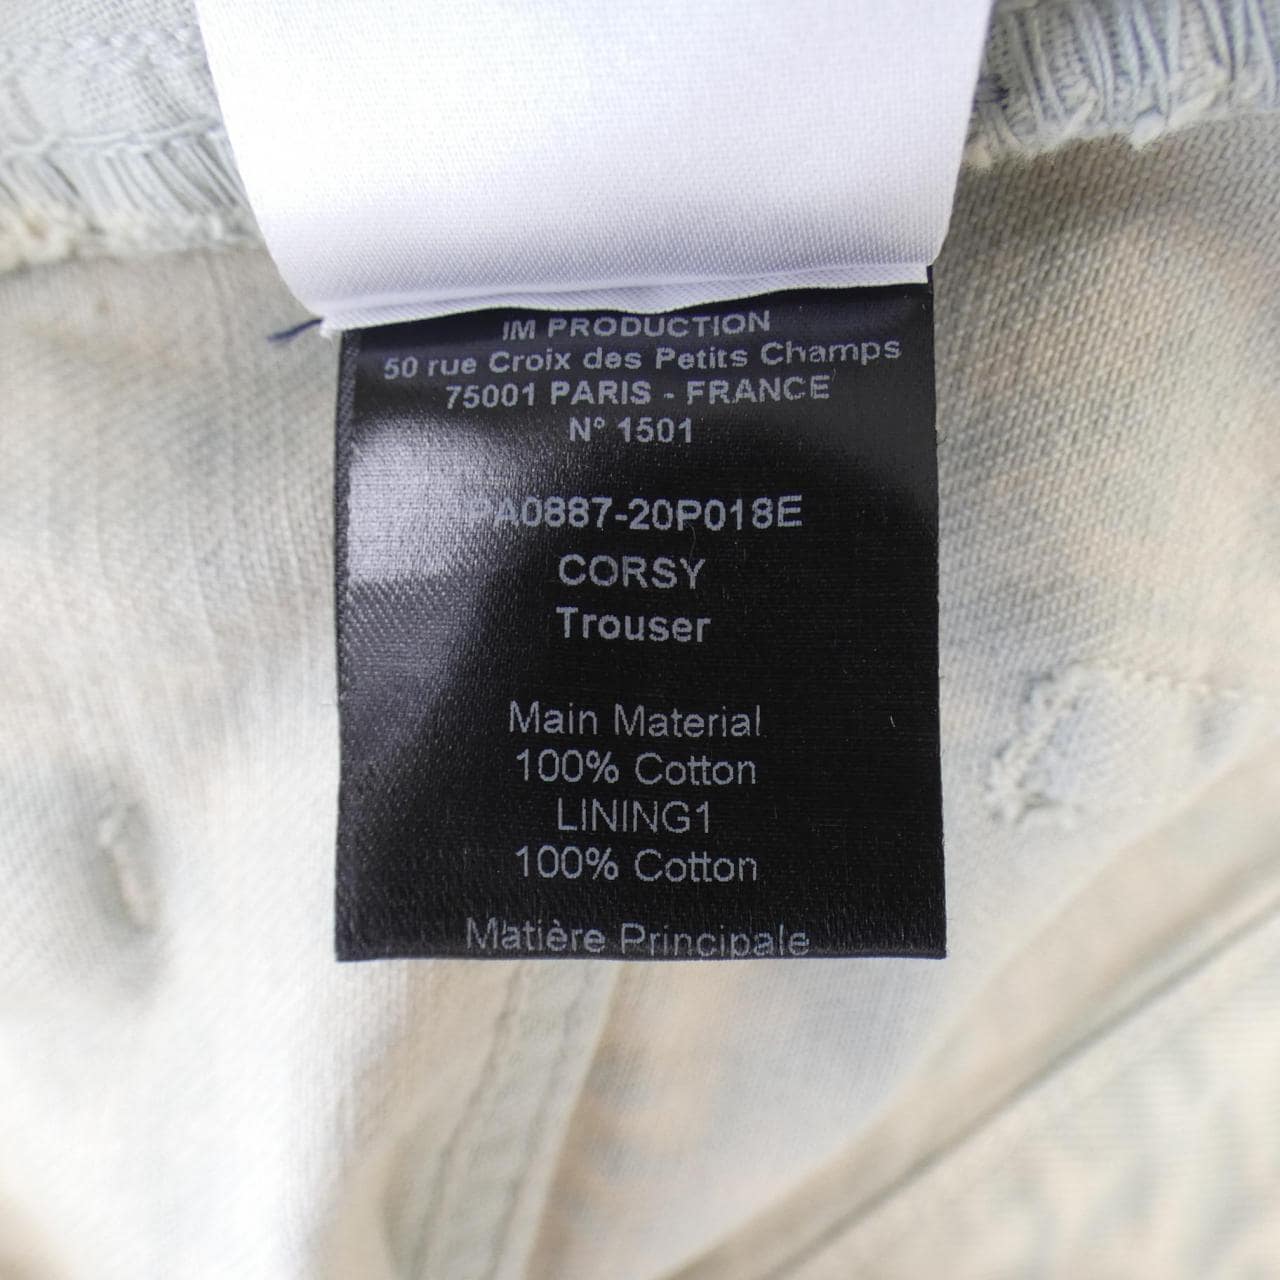 IM PRODUCTION
50 rue Croix des Petits Champs
75001 PARIS - FRANCE
N° 1501
PA0887-20P018E
CORSY
Trouser
Main Material
100% Cotton
LINING1
100% Cotton
Matière Principale